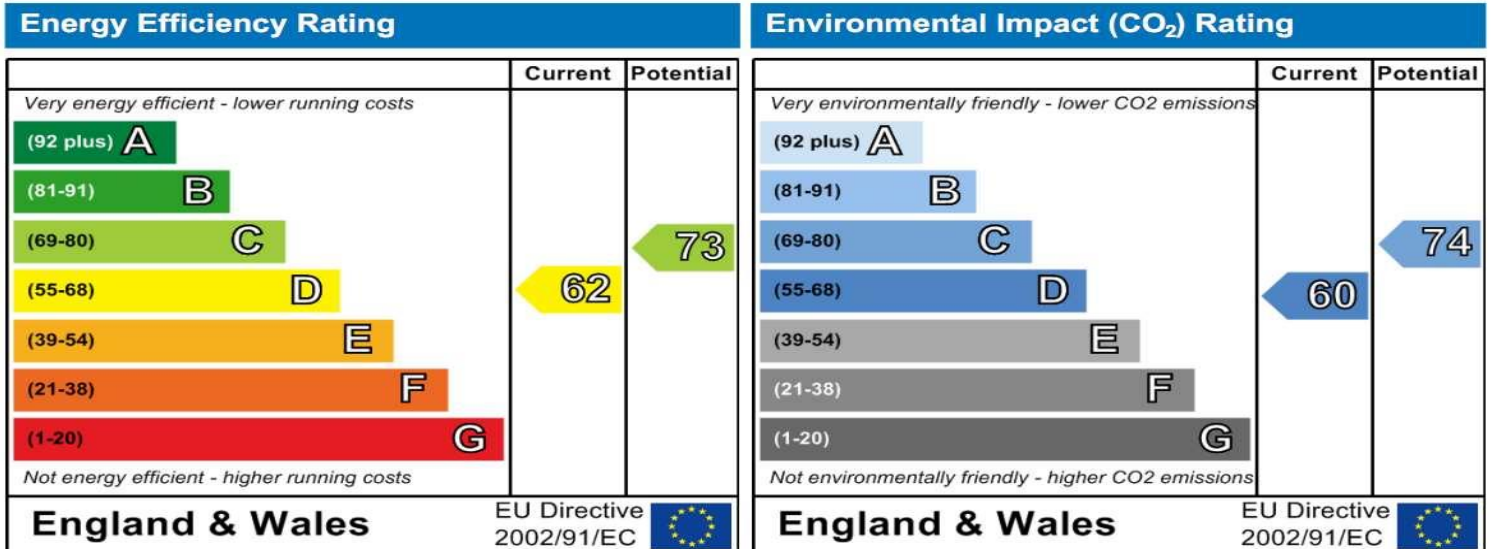 Energy Efficiency Rating
Current Potential
Very energy efficient - lower running costs
(92 plus) A
(81-91) B
(69-80) C
(55-68) D
(39-54) E
(21-38) F
(1-20) G
62
73
Not energy efficient - higher running costs
England & Wales
EU Directive
2002/91/EC
Environmental Impact (CO₂) Rating
Current Potential
Very environmentally friendly - lower CO2 emissions
(92 plus) A
(81-91) B
(69-80) C
(55-68) D
(39-54) E
(21-38) F
(1-20) G
60
74
Not environmentally friendly - higher CO2 emissions
England & Wales
EU Directive
2002/91/EC